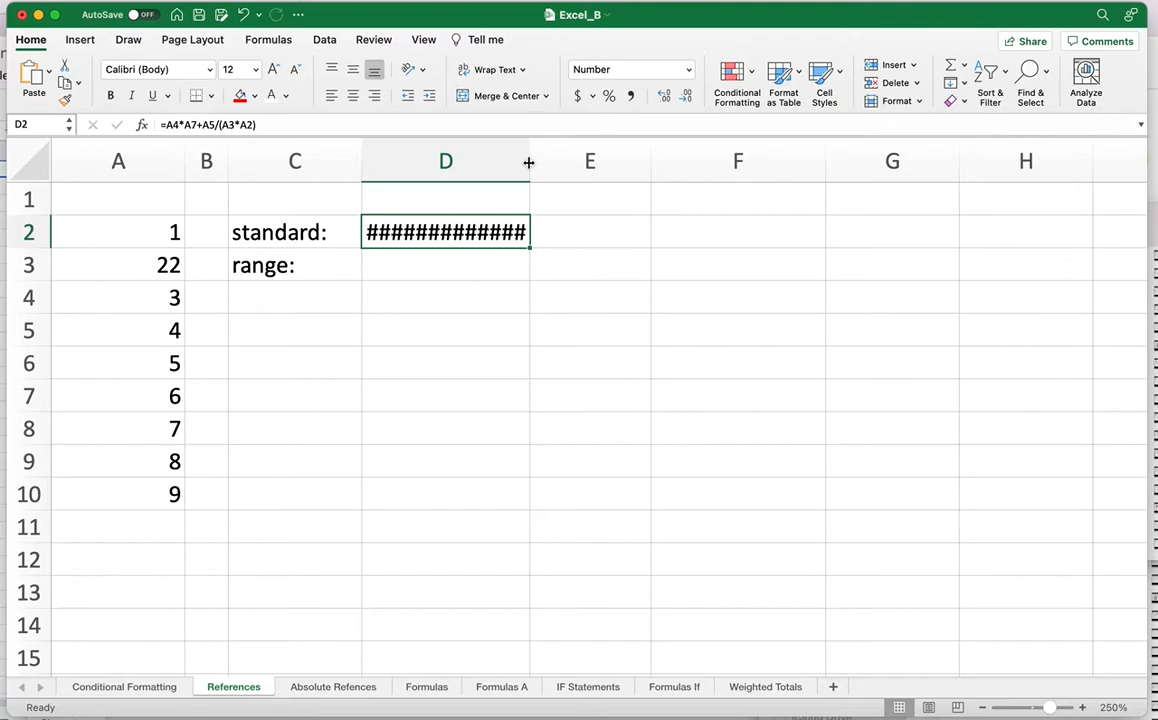 AutoSave OFF
Excel_B
Home Insert Draw Page Layout Formulas Data Review View Tell me
Share Comments
Paste
Calibri (Body) 12
Wrap Text
Number
Merge & Center
B I U A
$ % ,
Conditional Formatting
Format as Table
Cell Styles
Insert
Delete
Format
Sort & Filter
Find & Select
Analyze Data
D2 fx =A4*A7+A5/(A3*A2)
A B C D E F G H
1
2 1 standard: #############
3 22 range:
4 3
5 4
6 5
7 6
8 7
9 8
10 9
11
12
13
14
15
Conditional Formatting References Absolute Refences Formulas Formulas A IF Statements Formulas If Weighted Totals
Ready 250%